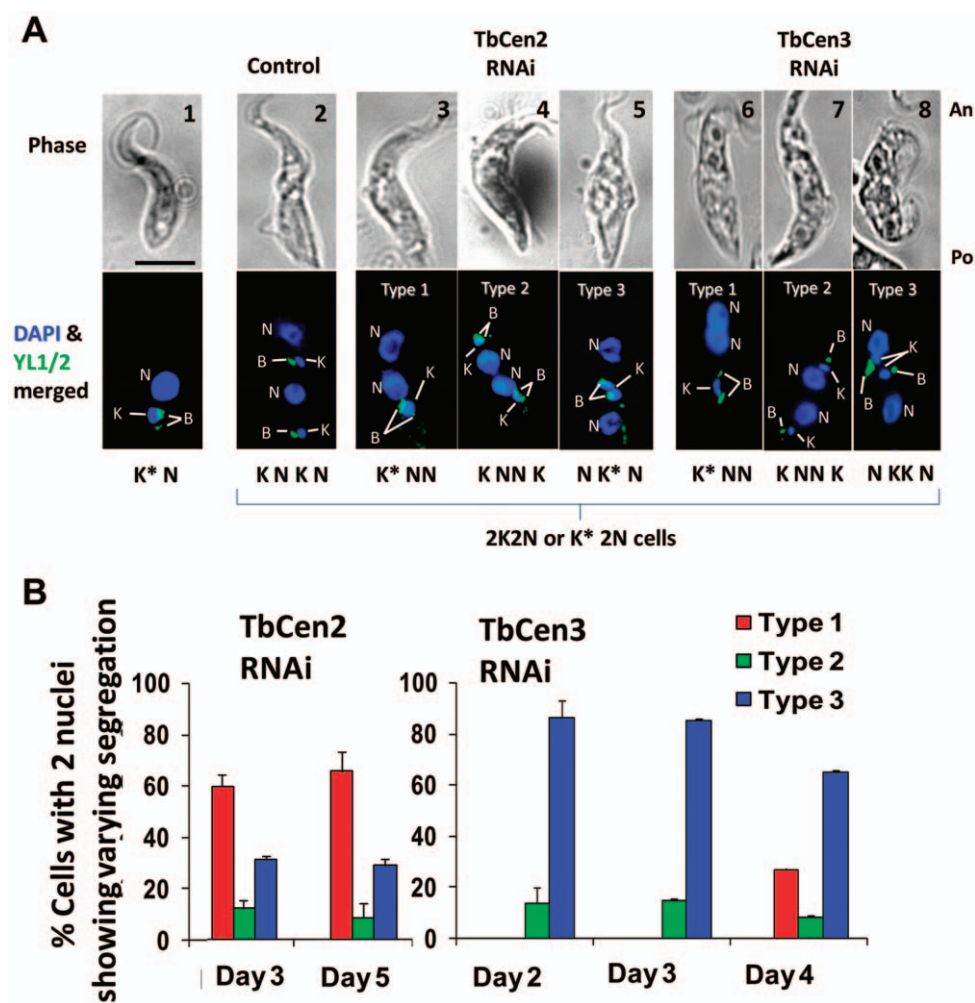 A
Control
TbCen2
RNAi
TbCen3
RNAi
Phase
1
2
3
4
5
6
7
8
An
Po
DAPI &
YL1/2
merged
N
K
B
N
B
K
N
B
K
Type 1
N
N
K
B
Type 2
B
K
N
N
B
K
Type 3
N
B
K
N
Type 1
N
K
B
Type 2
B
N
K
B
N
K
Type 3
N
K
B
B
N
K* N
K N K N
K* NN
K NN K
N K* N
K* NN
K NN K
N KK N
2K2N or K* 2N cells
B
% Cells with 2 nuclei
showing varying segregation
TbCen2
RNAi
TbCen3
RNAi
Type 1
Type 2
Type 3
100
80
60
40
20
0
Day 3
Day 5
100
80
60
40
20
0
Day 2
Day 3
Day 4